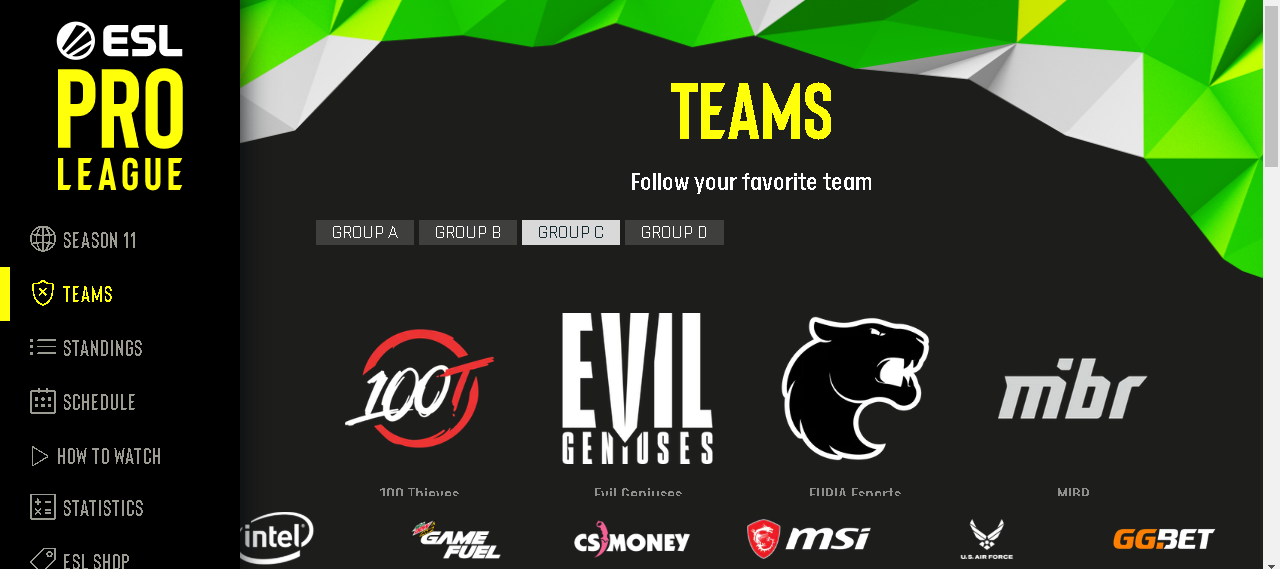 ESL
PRO
LEAGUE
SEASON 11
TEAMS
STANDINGS
SCHEDULE
HOW TO WATCH
STATISTICS
ESL SHOP
TEAMS
Follow your favorite team
GROUP A GROUP B GROUP C GROUP D
100T
EVIL
GENIUSES
mibr
100 Thieves Evil Geniuses FURIA Esports MIBR
intel GAME FUEL CS MONEY msi U.S. AIR FORCE GG.BET